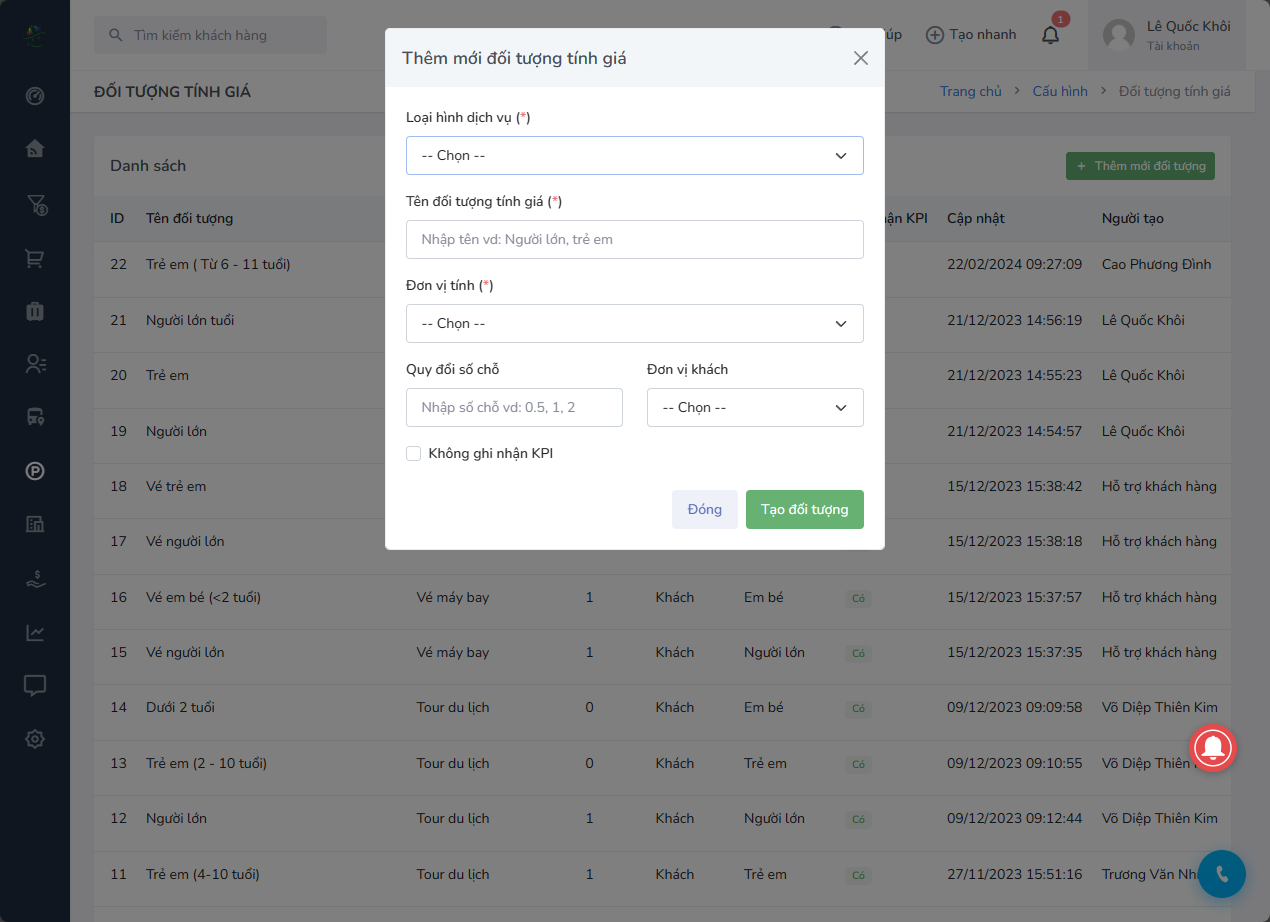 Tìm kiếm khách hàng
úp
Tạo nhanh
1
Lê Quốc Khôi
Tài khoản
ĐỐI TƯỢNG TÍNH GIÁ
Trang chủ > Cấu hình > Đối tượng tính giá
Danh sách
+ Thêm mới đối tượng
ID Tên đối tượng ận KPI Cập nhật Người tạo
22 Trẻ em ( Từ 6 - 11 tuổi) 22/02/2024 09:27:09 Cao Phương Đình
21 Người lớn tuổi 21/12/2023 14:56:19 Lê Quốc Khôi
20 Trẻ em 21/12/2023 14:55:23 Lê Quốc Khôi
19 Người lớn 21/12/2023 14:54:57 Lê Quốc Khôi
18 Vé trẻ em 15/12/2023 15:38:42 Hỗ trợ khách hàng
17 Vé người lớn 15/12/2023 15:38:18 Hỗ trợ khách hàng
16 Vé em bé (<2 tuổi) Vé máy bay 1 Khách Em bé Có 15/12/2023 15:37:57 Hỗ trợ khách hàng
15 Vé người lớn Vé máy bay 1 Khách Người lớn Có 15/12/2023 15:37:35 Hỗ trợ khách hàng
14 Dưới 2 tuổi Tour du lịch 0 Khách Em bé Có 09/12/2023 09:09:58 Võ Diệp Thiên Kim
13 Trẻ em (2 - 10 tuổi) Tour du lịch 0 Khách Trẻ em Có 09/12/2023 09:10:55 Võ Diệp Thiên
12 Người lớn Tour du lịch 1 Khách Người lớn Có 09/12/2023 09:12:44 Võ Diệp Thiên Kim
11 Trẻ em (4-10 tuổi) Tour du lịch 1 Khách Trẻ em Có 27/11/2023 15:51:16 Trương Văn Nh
Thêm mới đối tượng tính giá
Loại hình dịch vụ (*)
-- Chọn --
Tên đối tượng tính giá (*)
Nhập tên vd: Người lớn, trẻ em
Đơn vị tính (*)
-- Chọn --
Quy đổi số chỗ Đơn vị khách
Nhập số chỗ vd: 0.5, 1, 2 -- Chọn --
Không ghi nhận KPI
Đóng Tạo đối tượng